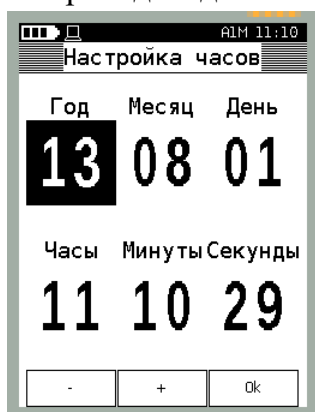 A1M 11:10
Настройка часов
Год Месяц День
13 08 01
Часы Минуты Секунды
11 10 29
- + Ok